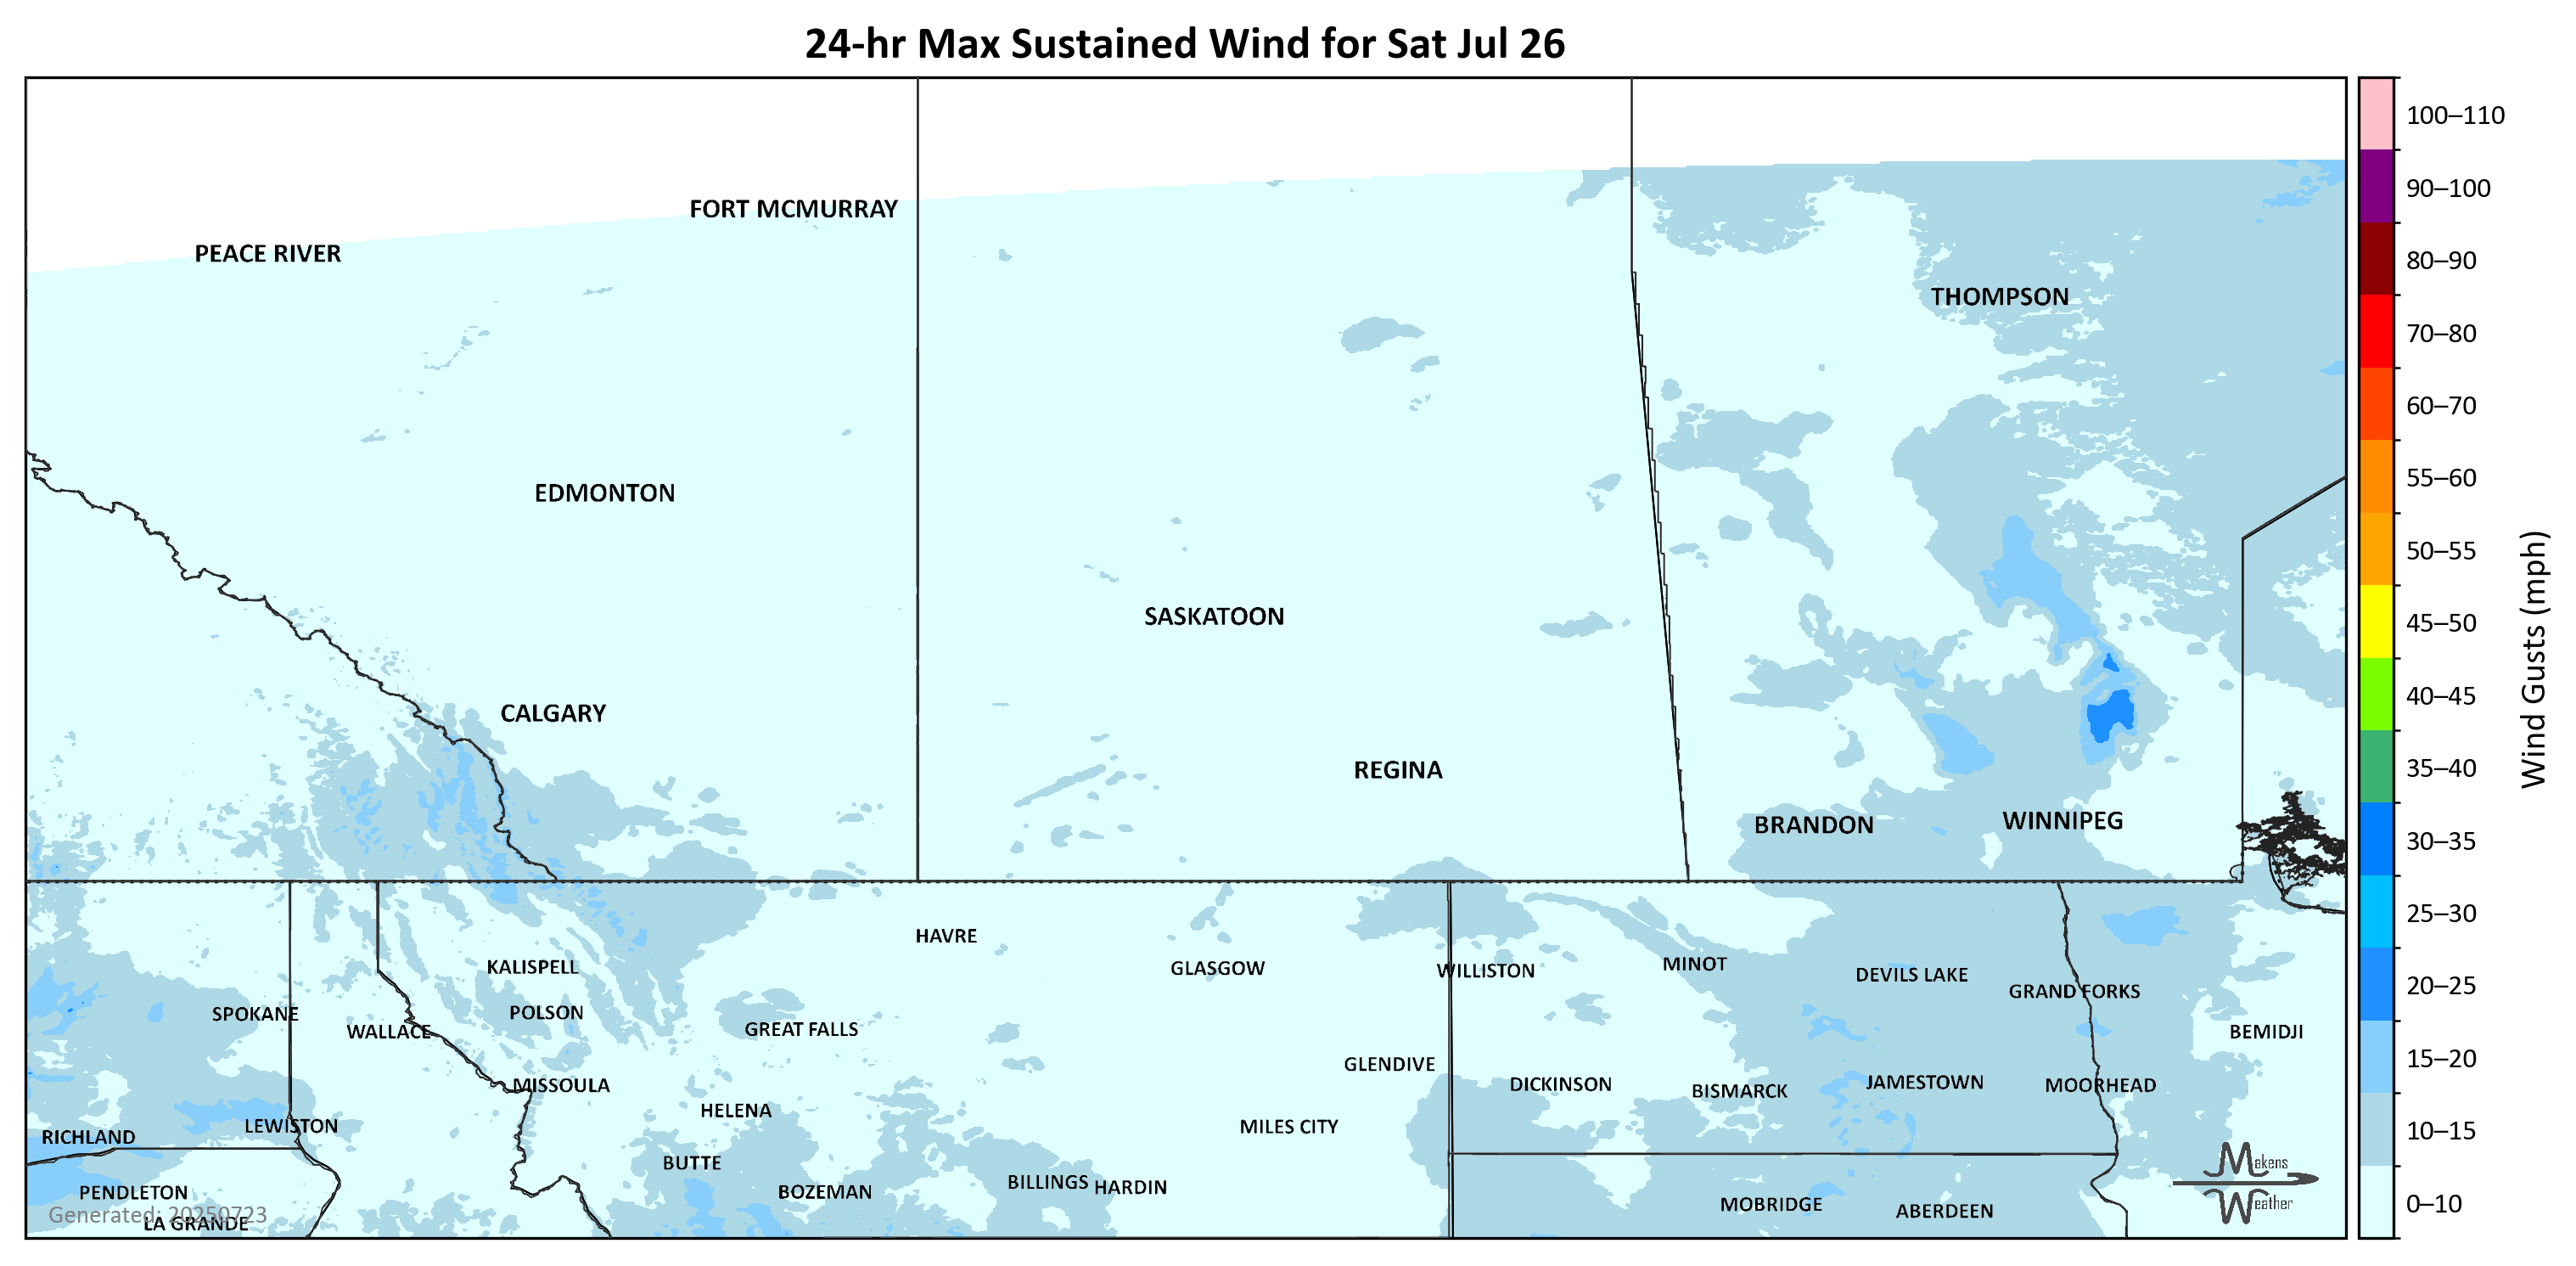 24-hr Max Sustained Wind for Sat Jul 26
100–110
90–100
80–90
70–80
60–70
55–60
50–55
45–50
40–45
35–40
30–35
25–30
20–25
15–20
10–15
0–10
Wind Gusts (mph)
FORT MCMURRAY
PEACE RIVER
THOMPSON
EDMONTON
SASKATOON
CALGARY
REGINA
BRANDON
WINNIPEG
HAVRE
KALISPELL
GLASGOW
WILLISTON
MINOT
DEVILS LAKE
GRAND FORKS
SPOKANE
POLSON
WALLACE
GREAT FALLS
BEMIDJI
GLENDIVE
MISSOULA
DICKINSON
BISMARCK
JAMESTOWN
MOORHEAD
HELENA
LEWISTON
MILES CITY
RICHLAND
BUTTE
PENDLETON
BOZEMAN
BILLINGS
HARDIN
MOBRIDGE
ABERDEEN
Generated: 20250723
LA GRANDE
Makens
Weather